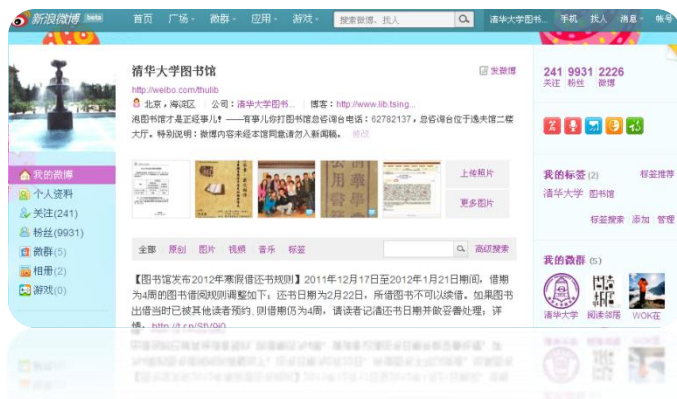 新浪微博 beta
首页 广场 微群 应用 游戏 搜索微博、找人 清华大学图书... 手机 找人 消息 帐号
清华大学图书馆 发微博
http://weibo.com/thulib
北京,海淀区 公司:清华大学图书... 博客:http://www.lib.tsing...
泡图书馆才是正经事儿! ——有事儿你打图书馆总咨询台电话:62782137,总咨询台位于逸夫馆二楼
大厅。特别说明:微博内容未经本馆同意请勿入新闻稿。 修改
241 9931 2226
关注 粉丝 微博
我的微博
个人资料
关注(241)
粉丝(9931)
微群(5)
相册(2)
游戏(0)
上传照片
更多图片
全部 原创 图片 视频 音乐 标签 高级搜索
【图书馆发布2012年寒假借还书规则】2011年12月17日至2012年1月21日期间,借期
为4周的图书借阅规则调整如下:还书日期为2月22日,所借图书不可以续借。如果图书
出借当时已被其他读者预约,则借期仍为4周,请读者记清还书日期并做妥善处理;详
情:
我的标签 (2) 标签推荐
清华大学 图书馆
标签搜索 添加 管理
我的微群 (5)
清华大学 阅读邻居 WOK在